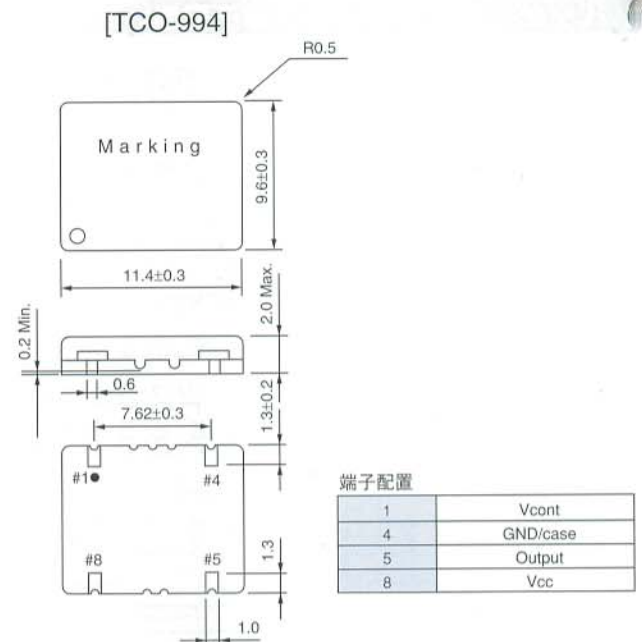 [TCO-994]
R0.5
Marking
9.6±0.3
11.4±0.3
2.0 Max.
0.2 Min.
0.6
7.62±0.3
1.3±0.2
#1
#4
#8
#5
1.3
1.0
端子配置
1 Vcont
4 GND/case
5 Output
8 Vcc